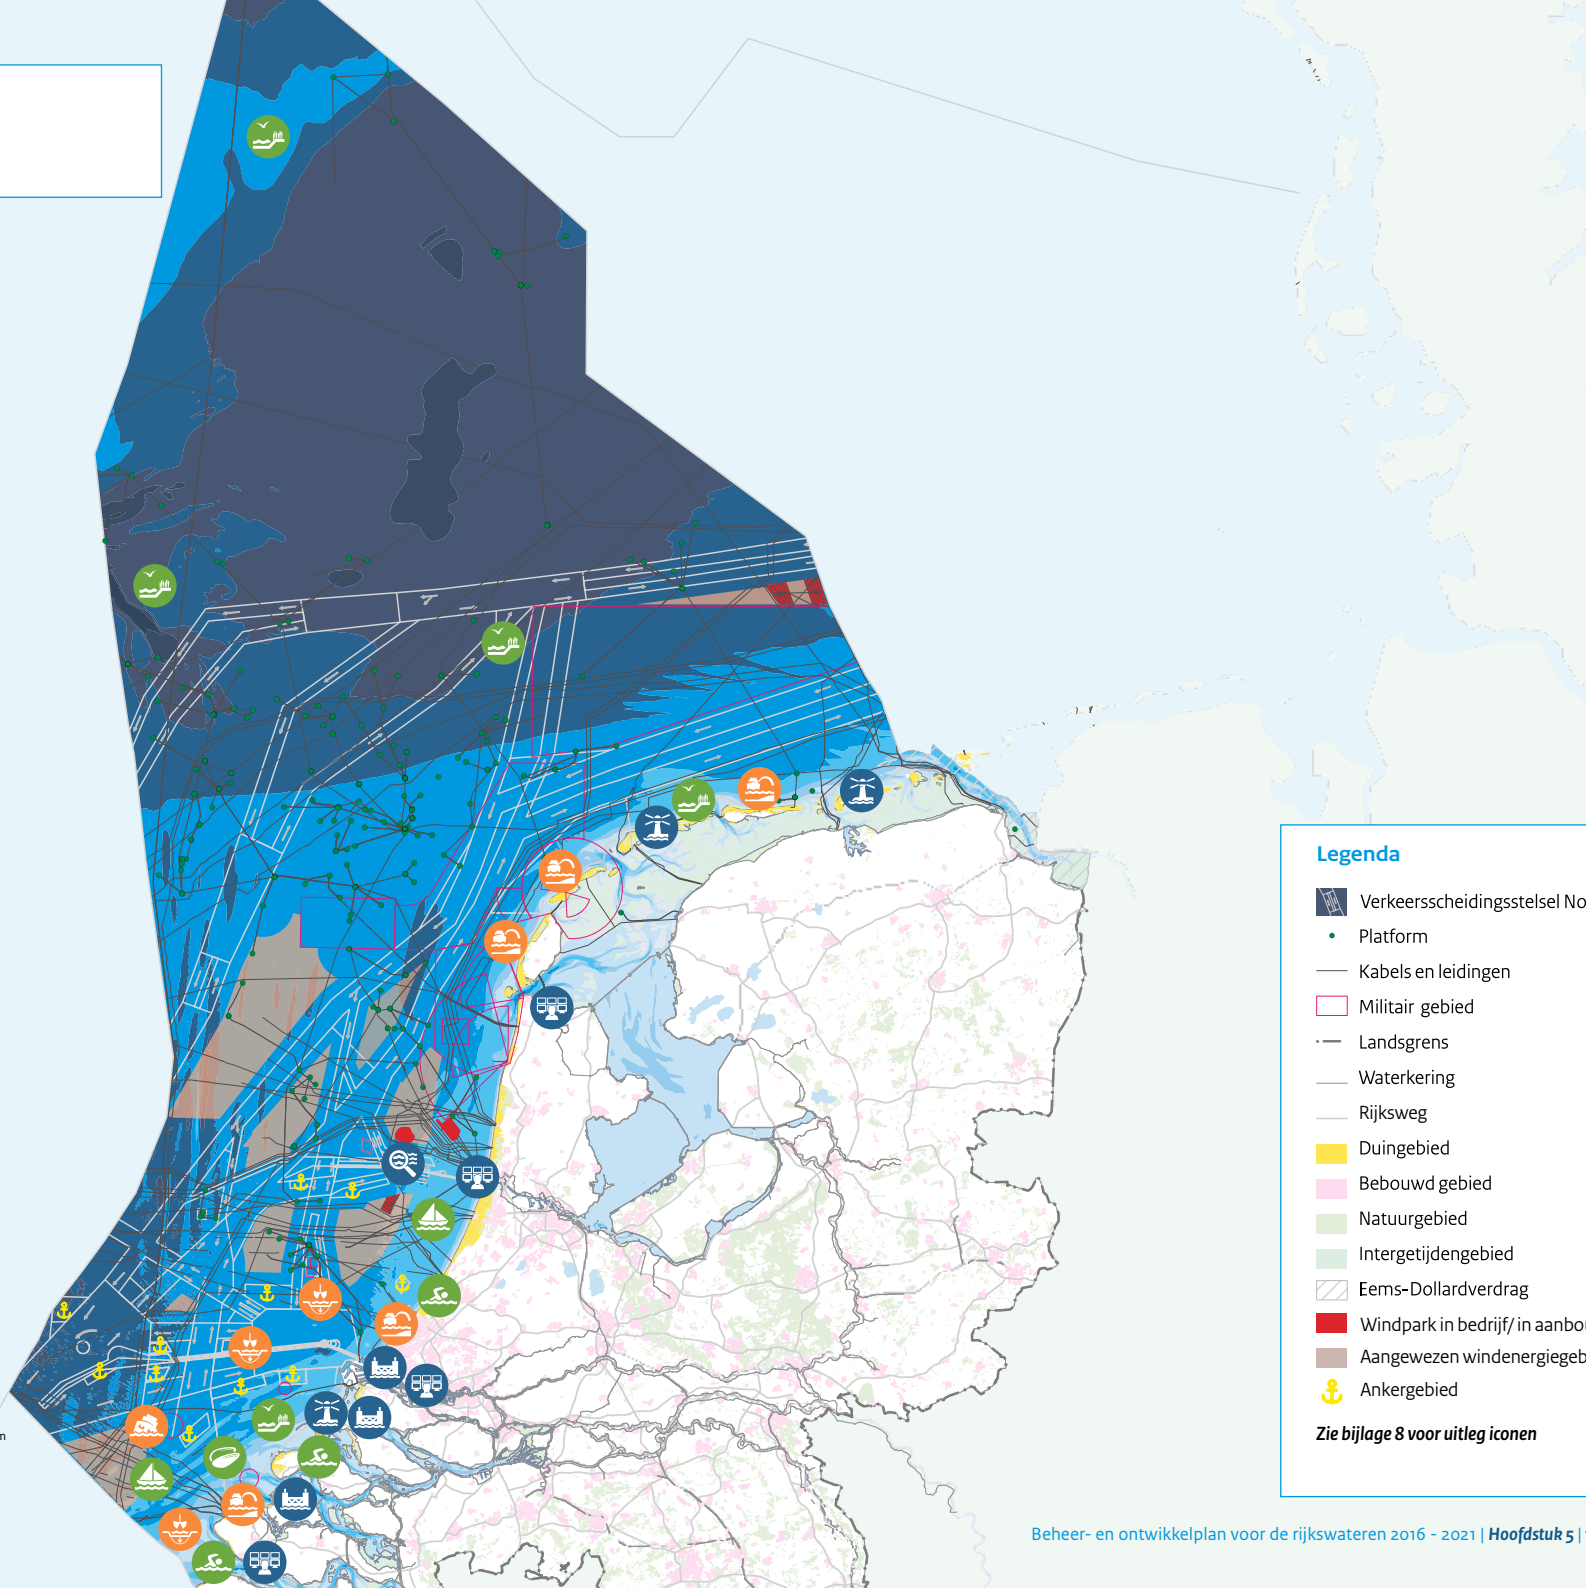 Legenda
Verkeersscheidingsstelsel No
Platform
Kabels en leidingen
Militair gebied
Landsgrens
Waterkering
Rijksweg
Duingebied
Bebouwd gebied
Natuurgebied
Intergetijdengebied
Eems-Dollardverdrag
Windpark in bedrijf/ in aanbou
Aangewezen windenergiegeb
Ankergebied
Zie bijlage 8 voor uitleg iconen
Beheer- en ontwikkelplan voor de rijkswateren 2016 - 2021 | Hoofdstuk 5 |